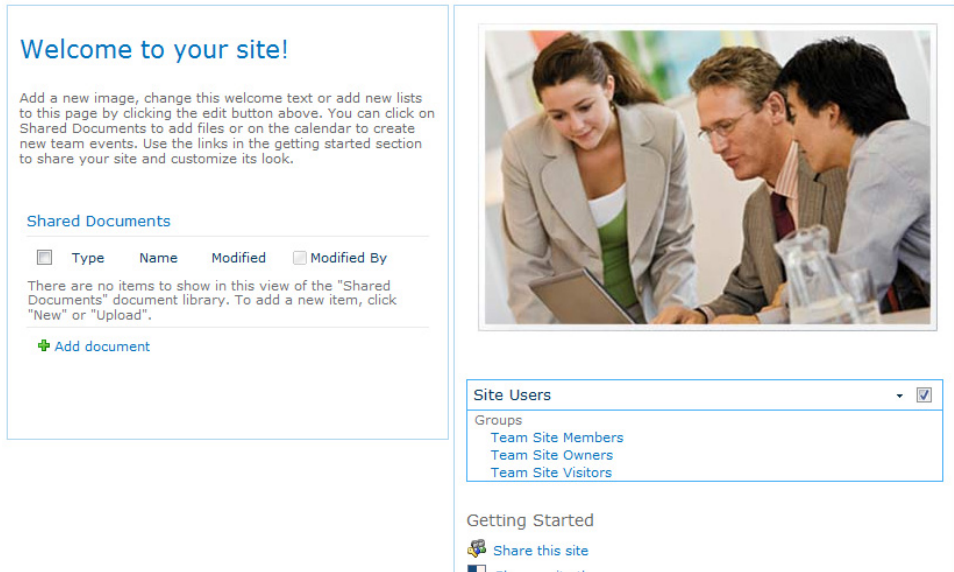 Welcome to your site!
Add a new image, change this welcome text or add new lists
to this page by clicking the edit button above. You can click on
Shared Documents to add files or on the calendar to create
new team events. Use the links in the getting started section
to share your site and customize its look.
Shared Documents
Type Name Modified Modified By
There are no items to show in this view of the "Shared
Documents" document library. To add a new item, click
"New" or "Upload".
Add document
Site Users
Groups
Team Site Members
Team Site Owners
Team Site Visitors
Getting Started
Share this site